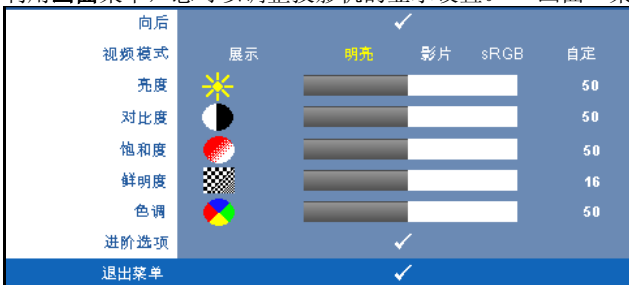 向后
视频模式 展示 明亮 影片 sRGB 自定
亮度 50
对比度 50
饱和度 50
鲜明度 16
色调 50
进阶选项
退出菜单